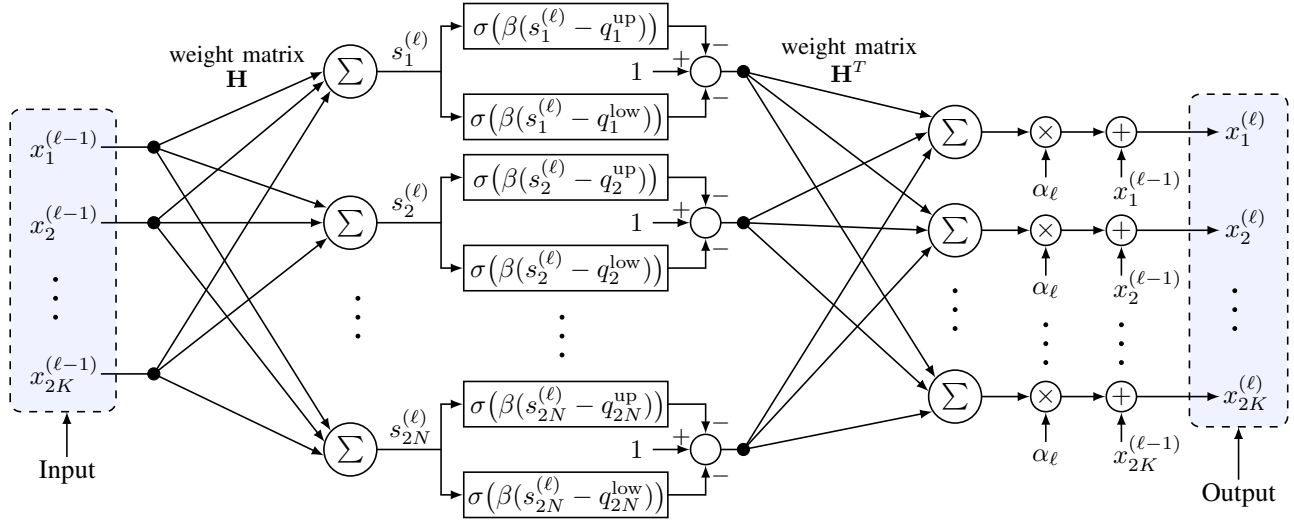 weight matrix
H
x_1^{(ℓ−1)}
x_2^{(ℓ−1)}
⋮
x_{2K}^{(ℓ−1)}
Input
∑
∑
⋮
∑
s_1^{(ℓ)}
s_2^{(ℓ)}
s_{2N}^{(ℓ)}
σ(β(s_1^{(ℓ)} − q_1^{up}))
1 + − −
σ(β(s_1^{(ℓ)} − q_1^{low}))
σ(β(s_2^{(ℓ)} − q_2^{up}))
1 + − −
σ(β(s_2^{(ℓ)} − q_2^{low}))
⋮
σ(β(s_{2N}^{(ℓ)} − q_{2N}^{up}))
1 + − −
σ(β(s_{2N}^{(ℓ)} − q_{2N}^{low}))
weight matrix
H^T
∑ × + x_1^{(ℓ)}
α_ℓ x_1^{(ℓ−1)}
∑ × + x_2^{(ℓ)}
α_ℓ x_2^{(ℓ−1)}
⋮ ⋮ ⋮ ⋮
∑ × + x_{2K}^{(ℓ)}
α_ℓ x_{2K}^{(ℓ−1)}
Output